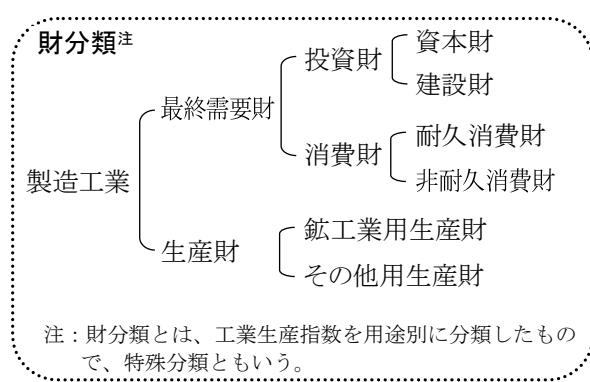 財分類注
資本財
投資財
建設財
最終需要財
耐久消費財
消費財
非耐久消費財
製造工業
鉱工業用生産財
生産財
その他用生産財
注：財分類とは、工業生産指数を用途別に分類したもの
で、特殊分類ともいう。